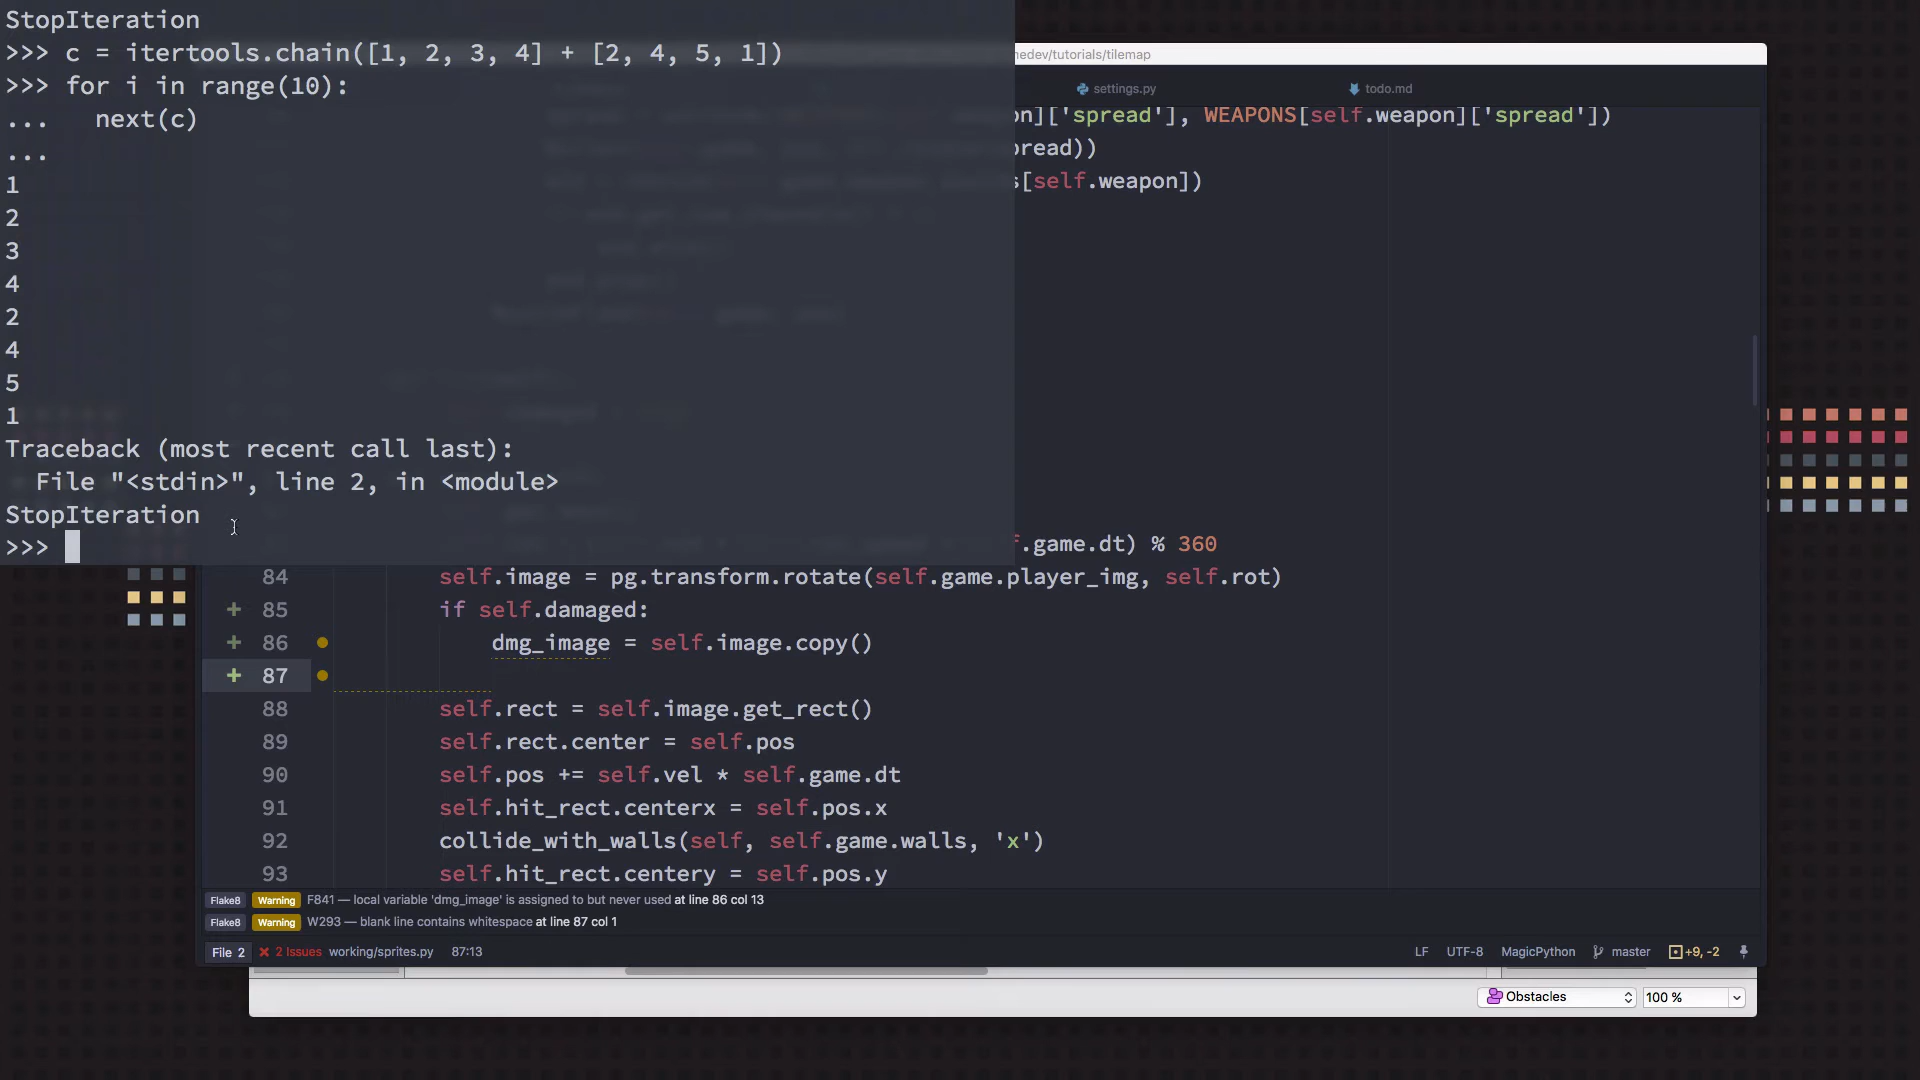 StopIteration
>>> c = itertools.chain([1, 2, 3, 4] + [2, 4, 5, 1])
>>> for i in range(10):
...   next(c)
...
1
2
3
4
2
4
5
1
Traceback (most recent call last):
  File "<stdin>", line 2, in <module>
StopIteration
>>>
medev/tutorials/tilemap
settings.py
todo.md
on]['spread'], WEAPONS[self.weapon]['spread'])
pread))
s[self.weapon])
f.game.dt) % 360
84 self.image = pg.transform.rotate(self.game.player_img, self.rot)
+ 85 if self.damaged:
+ 86 dmg_image = self.image.copy()
+ 87
88 self.rect = self.image.get_rect()
89 self.rect.center = self.pos
90 self.pos += self.vel * self.game.dt
91 self.hit_rect.centerx = self.pos.x
92 collide_with_walls(self, self.game.walls, 'x')
93 self.hit_rect.centery = self.pos.y
Flake8 Warning F841 — local variable 'dmg_image' is assigned to but never used at line 86 col 13
Flake8 Warning W293 — blank line contains whitespace at line 87 col 1
File 2 2 Issues working/sprites.py 87:13 LF UTF-8 MagicPython master +9, -2
Obstacles 100 %